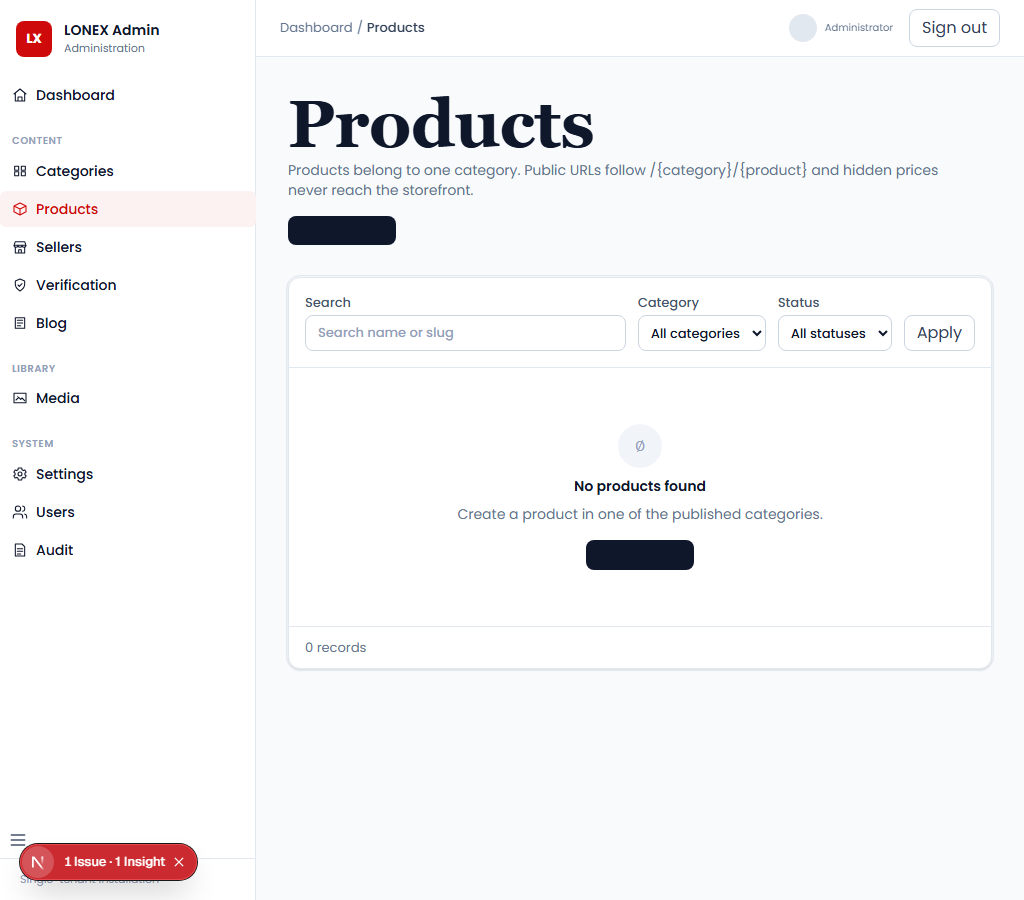 LX
LONEX Admin
Administration
Dashboard / Products
Administrator
Sign out
Dashboard
CONTENT
Categories
Products
Sellers
Verification
Blog
LIBRARY
Media
SYSTEM
Settings
Users
Audit
N
1 Issue · 1 Insight
Products
Products belong to one category. Public URLs follow /{category}/{product} and hidden prices
never reach the storefront.
Search
Category
Status
Search name or slug
All categories
All statuses
Apply
Ø
No products found
Create a product in one of the published categories.
0 records